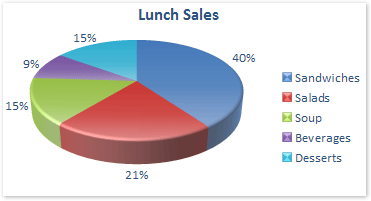 Lunch Sales
15%
40%
9%
15%
21%
Sandwiches
Salads
Soup
Beverages
Desserts